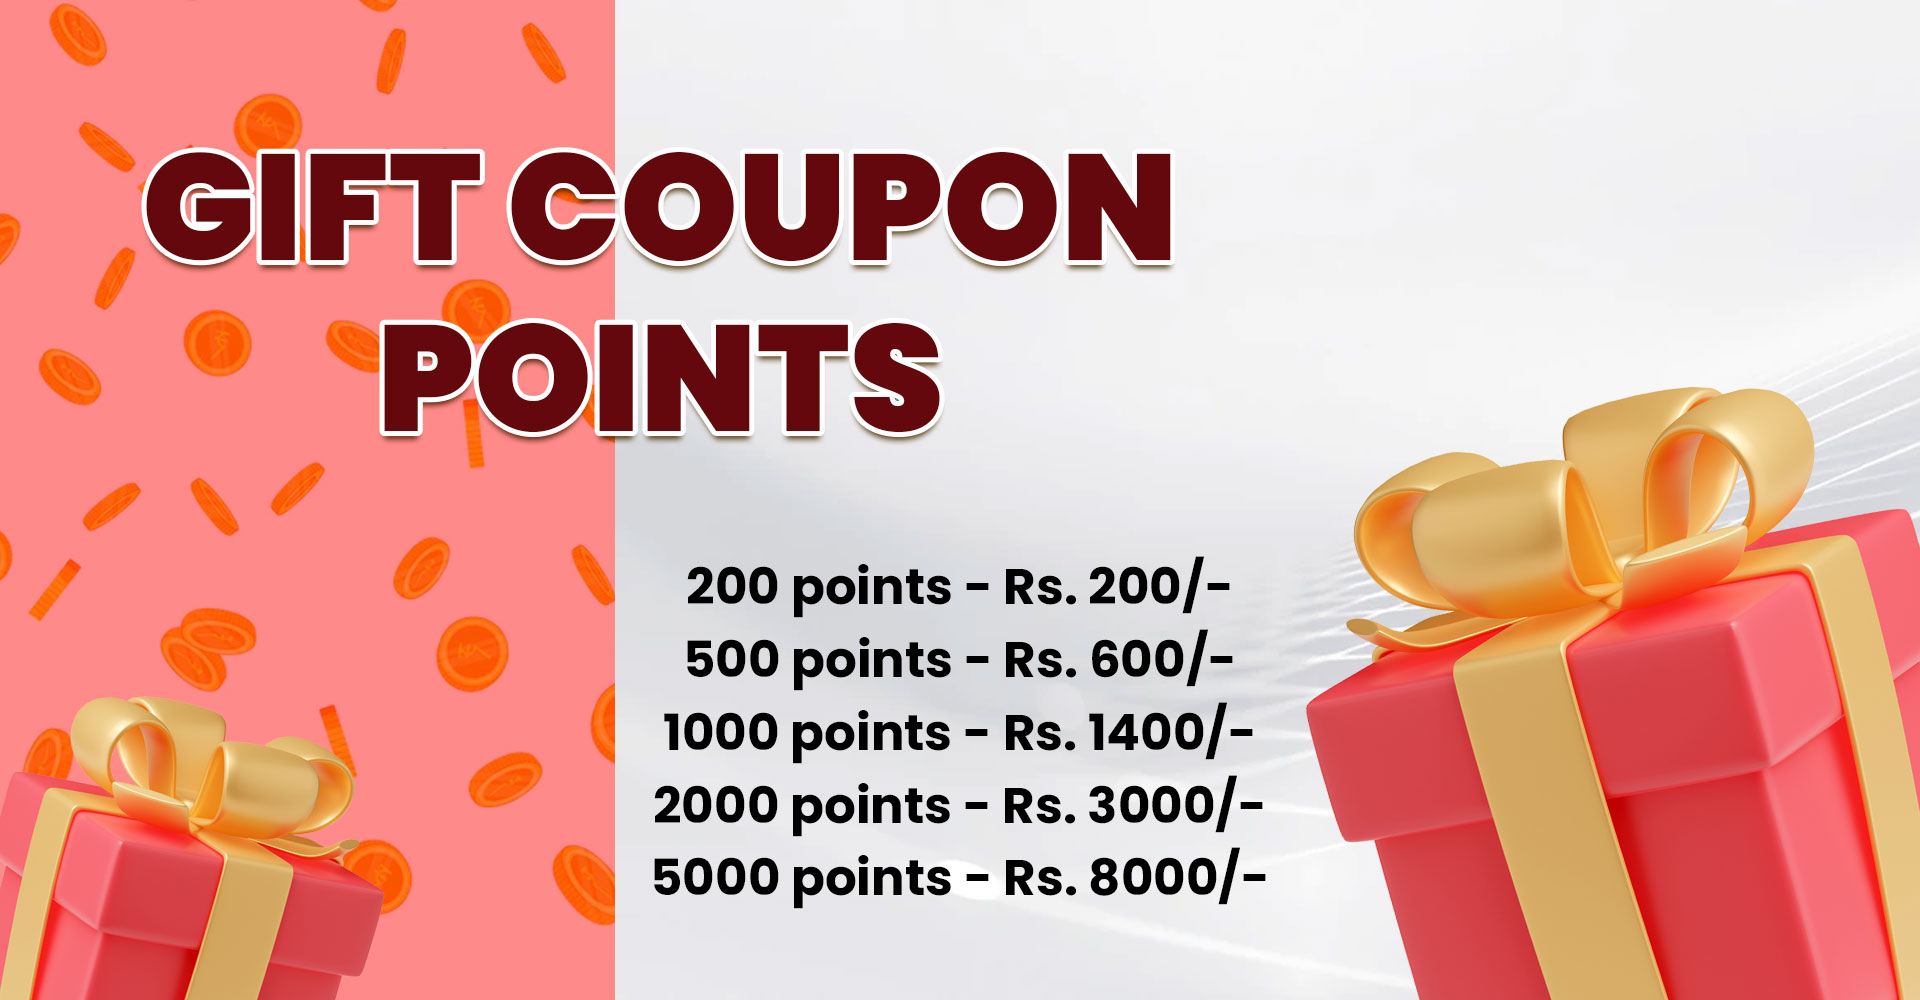 GIFT COUPON
POINTS
200 points - Rs. 200/-
500 points - Rs. 600/-
1000 points - Rs. 1400/-
2000 points - Rs. 3000/-
5000 points - Rs. 8000/-